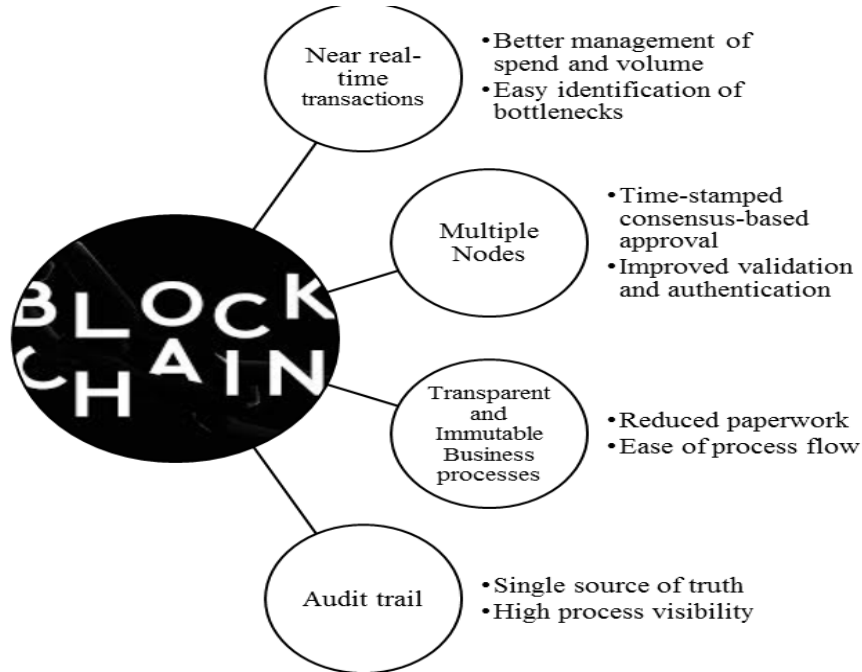 Near real-
time
transactions
• Better management of
spend and volume
• Easy identification of
bottlenecks
Multiple
Nodes
• Time-stamped
consensus-based
approval
• Improved validation
and authentication
BLOCK
CHAIN
Transparent
and
Immutable
Business
processes
• Reduced paperwork
• Ease of process flow
Audit trail
• Single source of truth
• High process visibility